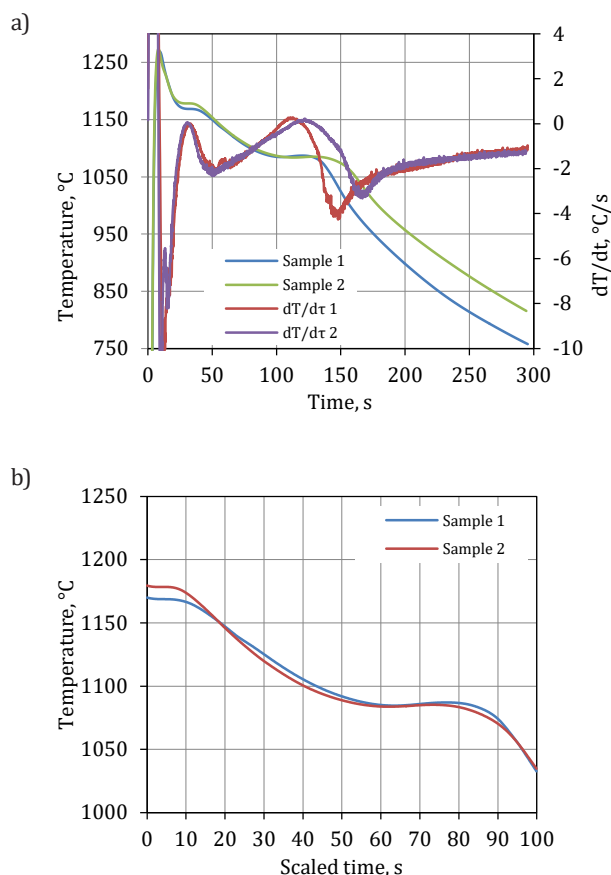 a)
1250
1150
1050
950
850
750
Temperature, °C
4
2
0
-2
-4
-6
-8
-10
dT/dt, °C/s
Sample 1
Sample 2
dT/dτ 1
dT/dτ 2
0 50 100 150 200 250 300
Time, s
b)
1250
1200
1150
1100
1050
1000
Temperature, °C
Sample 1
Sample 2
0 10 20 30 40 50 60 70 80 90 100
Scaled time, s